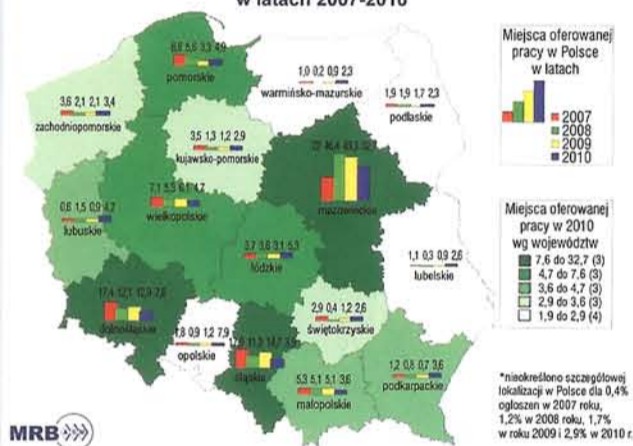 w latach 2007-2010
6,6 5,6 3,3 4,9
pomorskie
1,0 0,2 0,9 2,3
warmińsko-mazurskie
1,9 1,9 1,7 2,3
podlaskie
3,6 2,1 2,1 3,4
zachodniopomorskie
3,5 1,3 1,2 2,9
kujawsko-pomorskie
mazowieckie
7,1 5,3 6,1 4,7
wielkopolskie
0,6 1,5 0,9 4,7
lubuskie
3,7 3,8 3,1 5,3
łódzkie
1,1 0,3 0,9 2,6
lubelskie
17,4 12,1 12,9 7,6
dolnośląskie
1,8 0,9 1,2 7,9
opolskie
śląskie
2,9 0,4 1,2 2,6
świętokrzyskie
5,3 5,1 5,1 3,6
małopolskie
1,2 0,8 0,7 3,6
podkarpackie
Miejsca oferowanej
pracy w Polsce
w latach
2007
2008
2009
2010
Miejsca oferowanej
pracy w 2010
wg województw
7,6 do 32,7 (3)
4,7 do 7,6 (3)
3,6 do 4,7 (3)
2,9 do 3,6 (3)
1,9 do 2,9 (4)
*nieokreślono szczegółowej
lokalizacji w Polsce dla 0,4%
ogłoszeń w 2007 roku,
1,2% w 2008 roku, 1,7%
w roku 2009 i 2,9% w 2010 r.
MRB